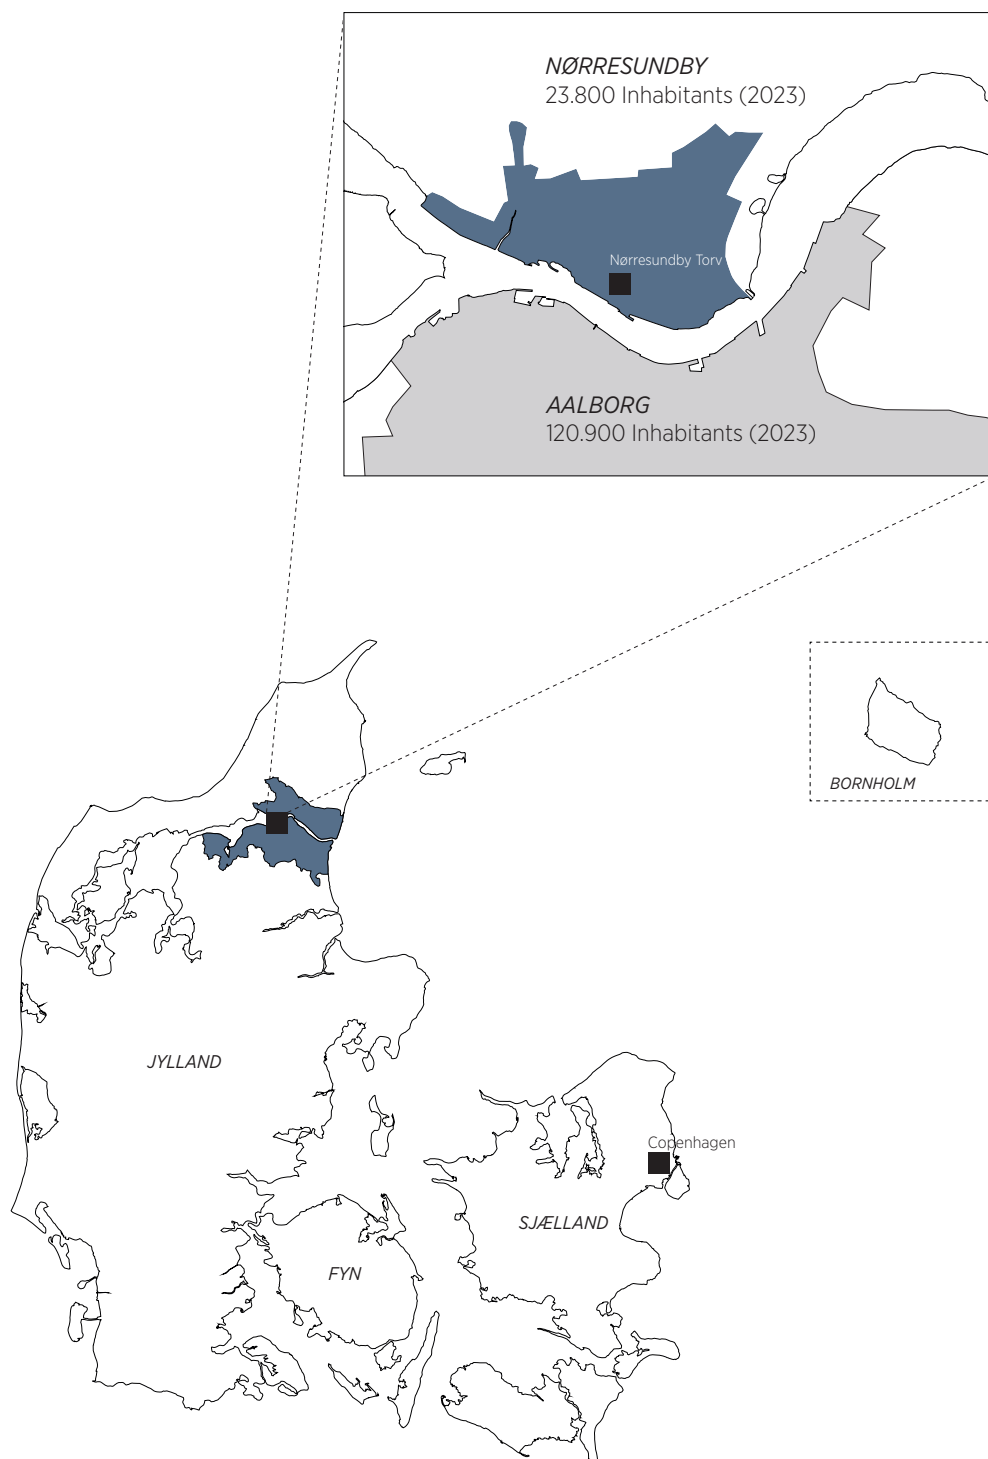 NØRRESUNDBY
23.800 Inhabitants (2023)
Nørresundby Torv
AALBORG
120.900 Inhabitants (2023)
BORNHOLM
JYLLAND
Copenhagen
SJÆLLAND
FYN